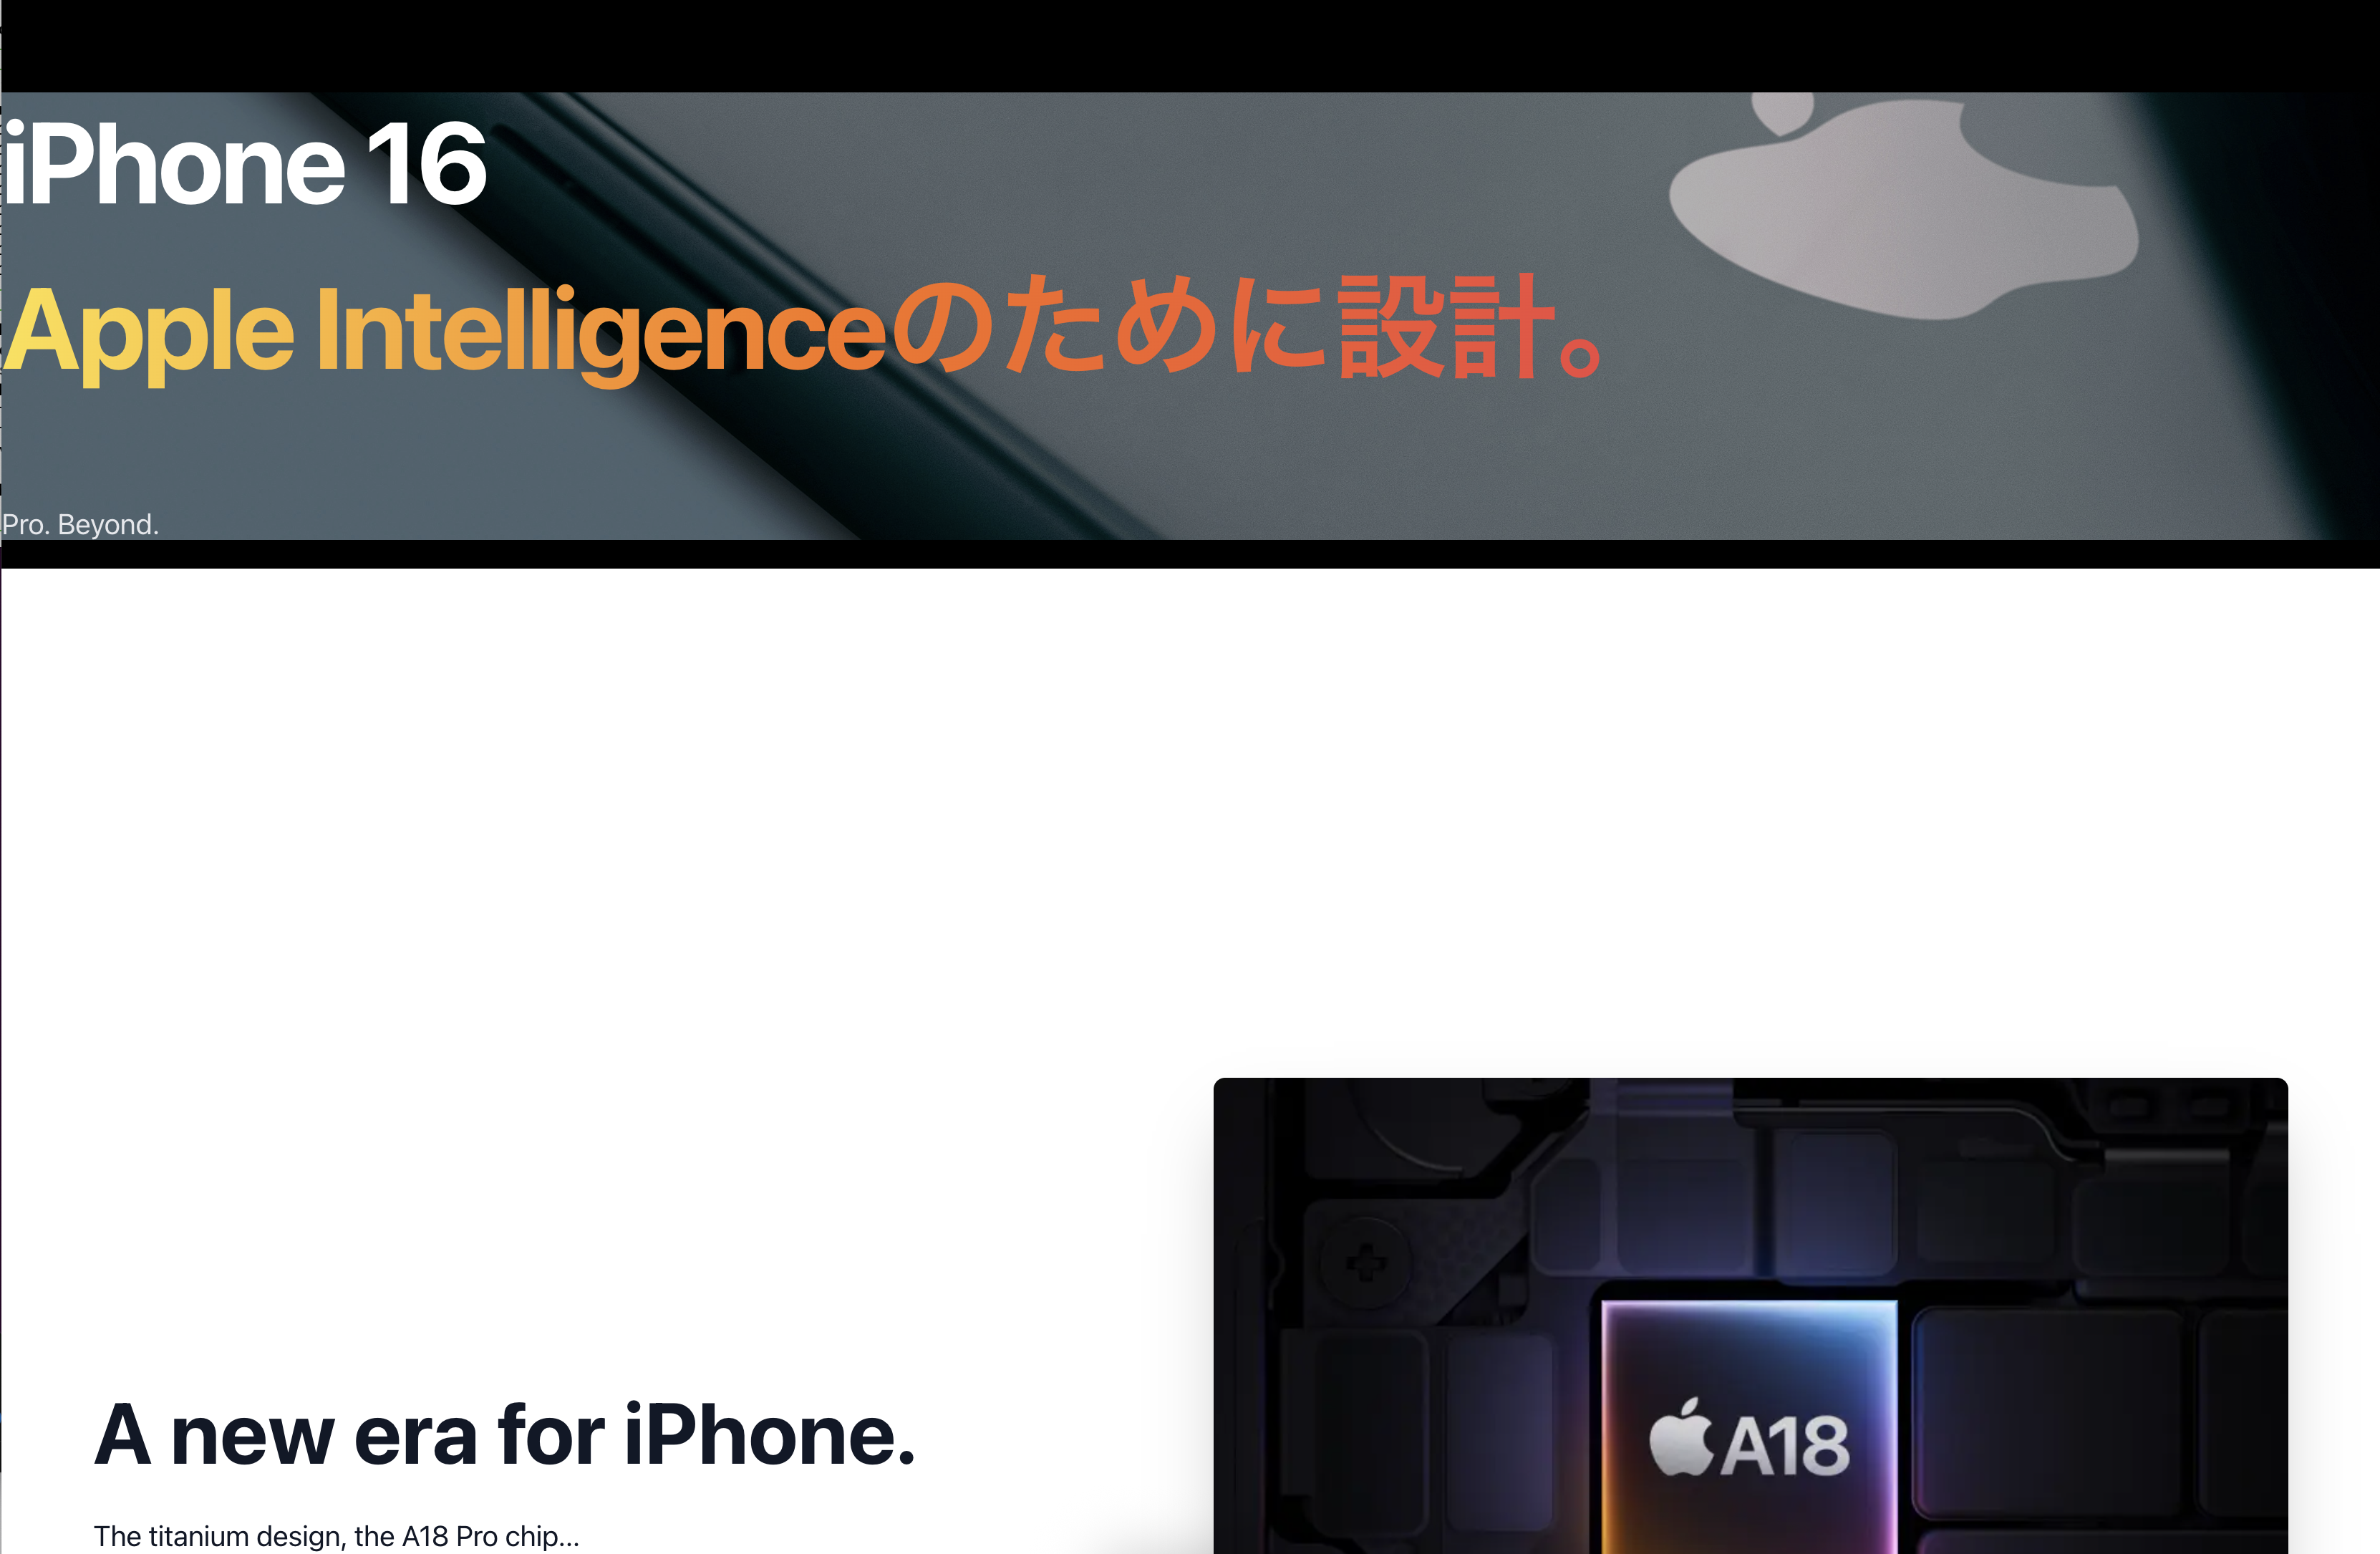 iPhone 16
Apple Intelligenceのために設計。
Pro. Beyond.
A new era for iPhone.
The titanium design, the A18 Pro chip...
A18